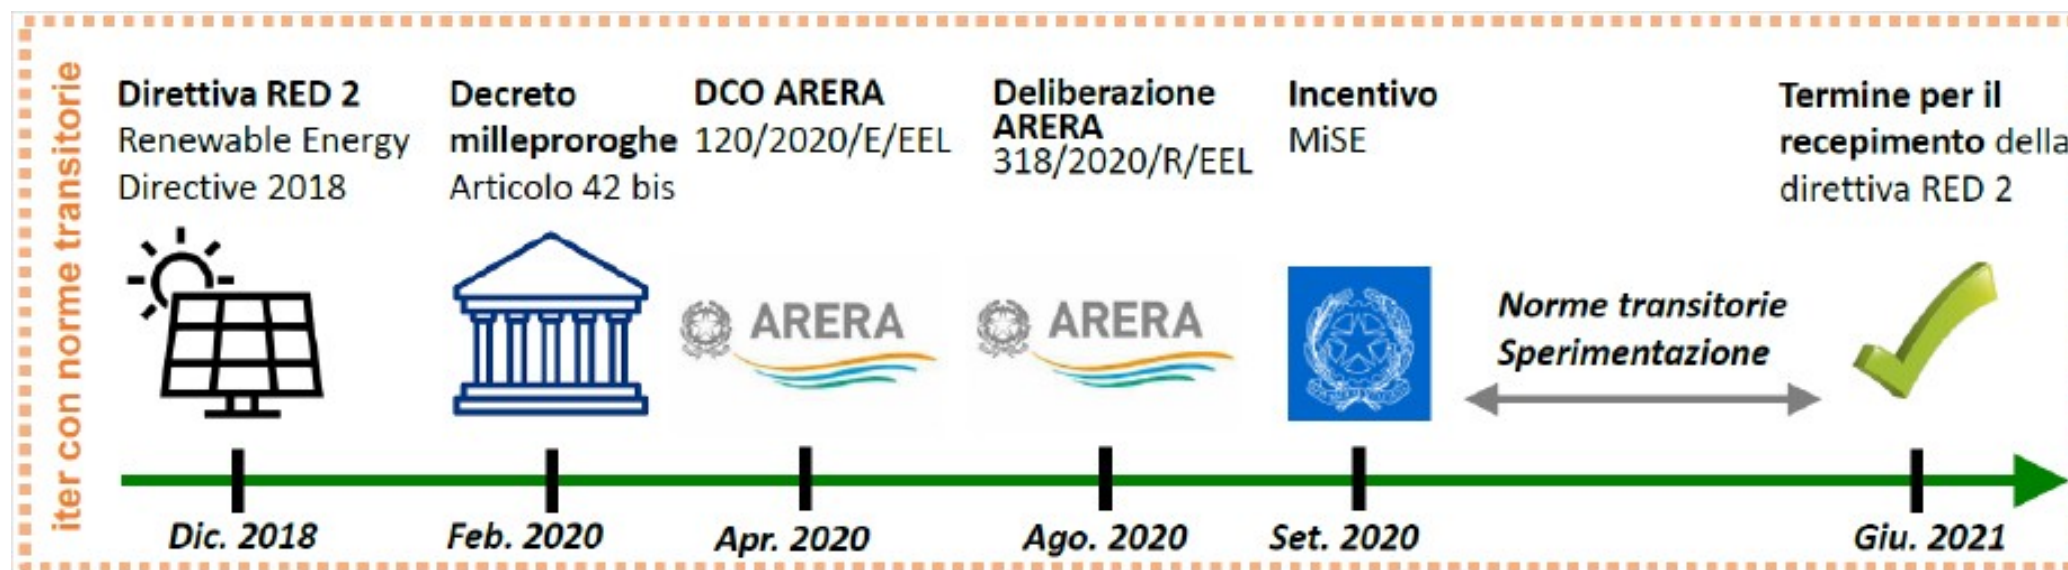 iter con norme transitorie
Direttiva RED 2
Renewable Energy
Directive 2018
Decreto
milleproroghe
Articolo 42 bis
DCO ARERA
120/2020/E/EEL
Deliberazione
ARERA
318/2020/R/EEL
Incentivo
MiSE
Termine per il
recepimento della
direttiva RED 2
ARERA
ARERA
Norme transitorie
Sperimentazione
Dic. 2018
Feb. 2020
Apr. 2020
Ago. 2020
Set. 2020
Giu. 2021